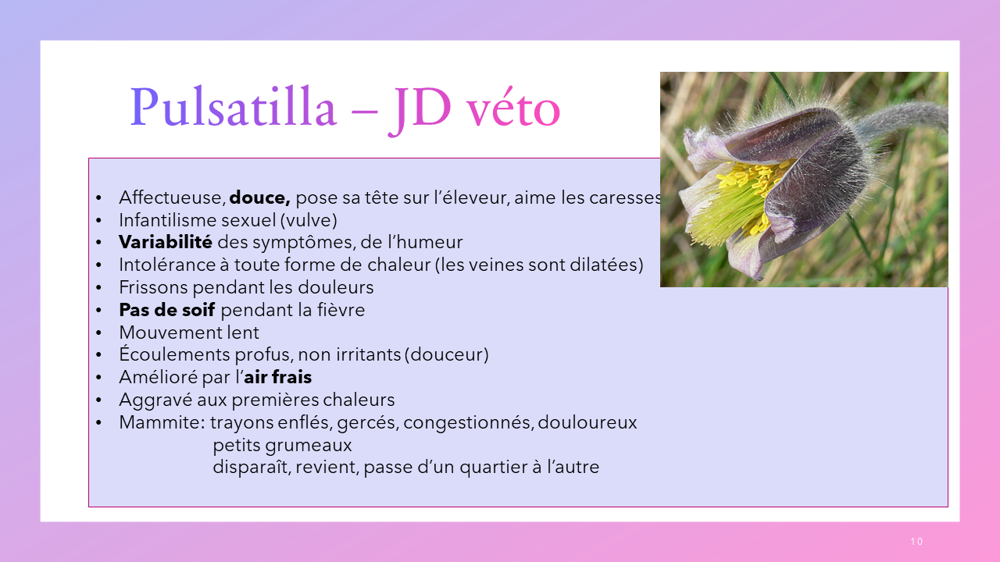 Pulsatilla – JD véto
• Affectueuse, douce, pose sa tête sur l’éleveur, aime les caresses
• Infantilisme sexuel (vulve)
• Variabilité des symptômes, de l’humeur
• Intolérance à toute forme de chaleur (les veines sont dilatées)
• Frissons pendant les douleurs
• Pas de soif pendant la fièvre
• Mouvement lent
• Écoulements profus, non irritants (douceur)
• Amélioré par l’air frais
• Aggravé aux premières chaleurs
• Mammite: trayons enflés, gercés, congestionnés, douloureux
petits grumeaux
disparaît, revient, passe d’un quartier à l’autre
10